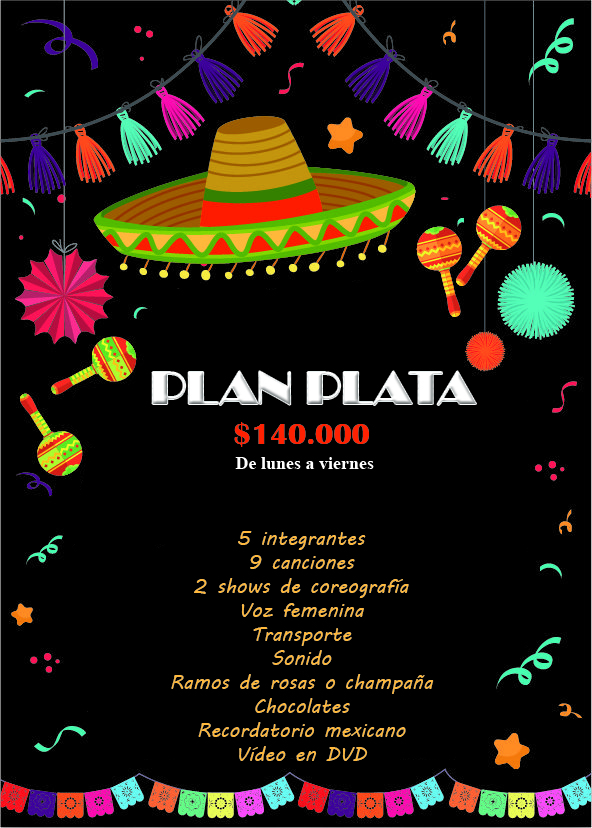 PLAN PLATA
$140.000
De lunes a viernes
5 integrantes
9 canciones
2 shows de coreografía
Voz femenina
Transporte
Sonido
Ramos de rosas o champaña
Chocolates
Recordatorio mexicano
Vídeo en DVD